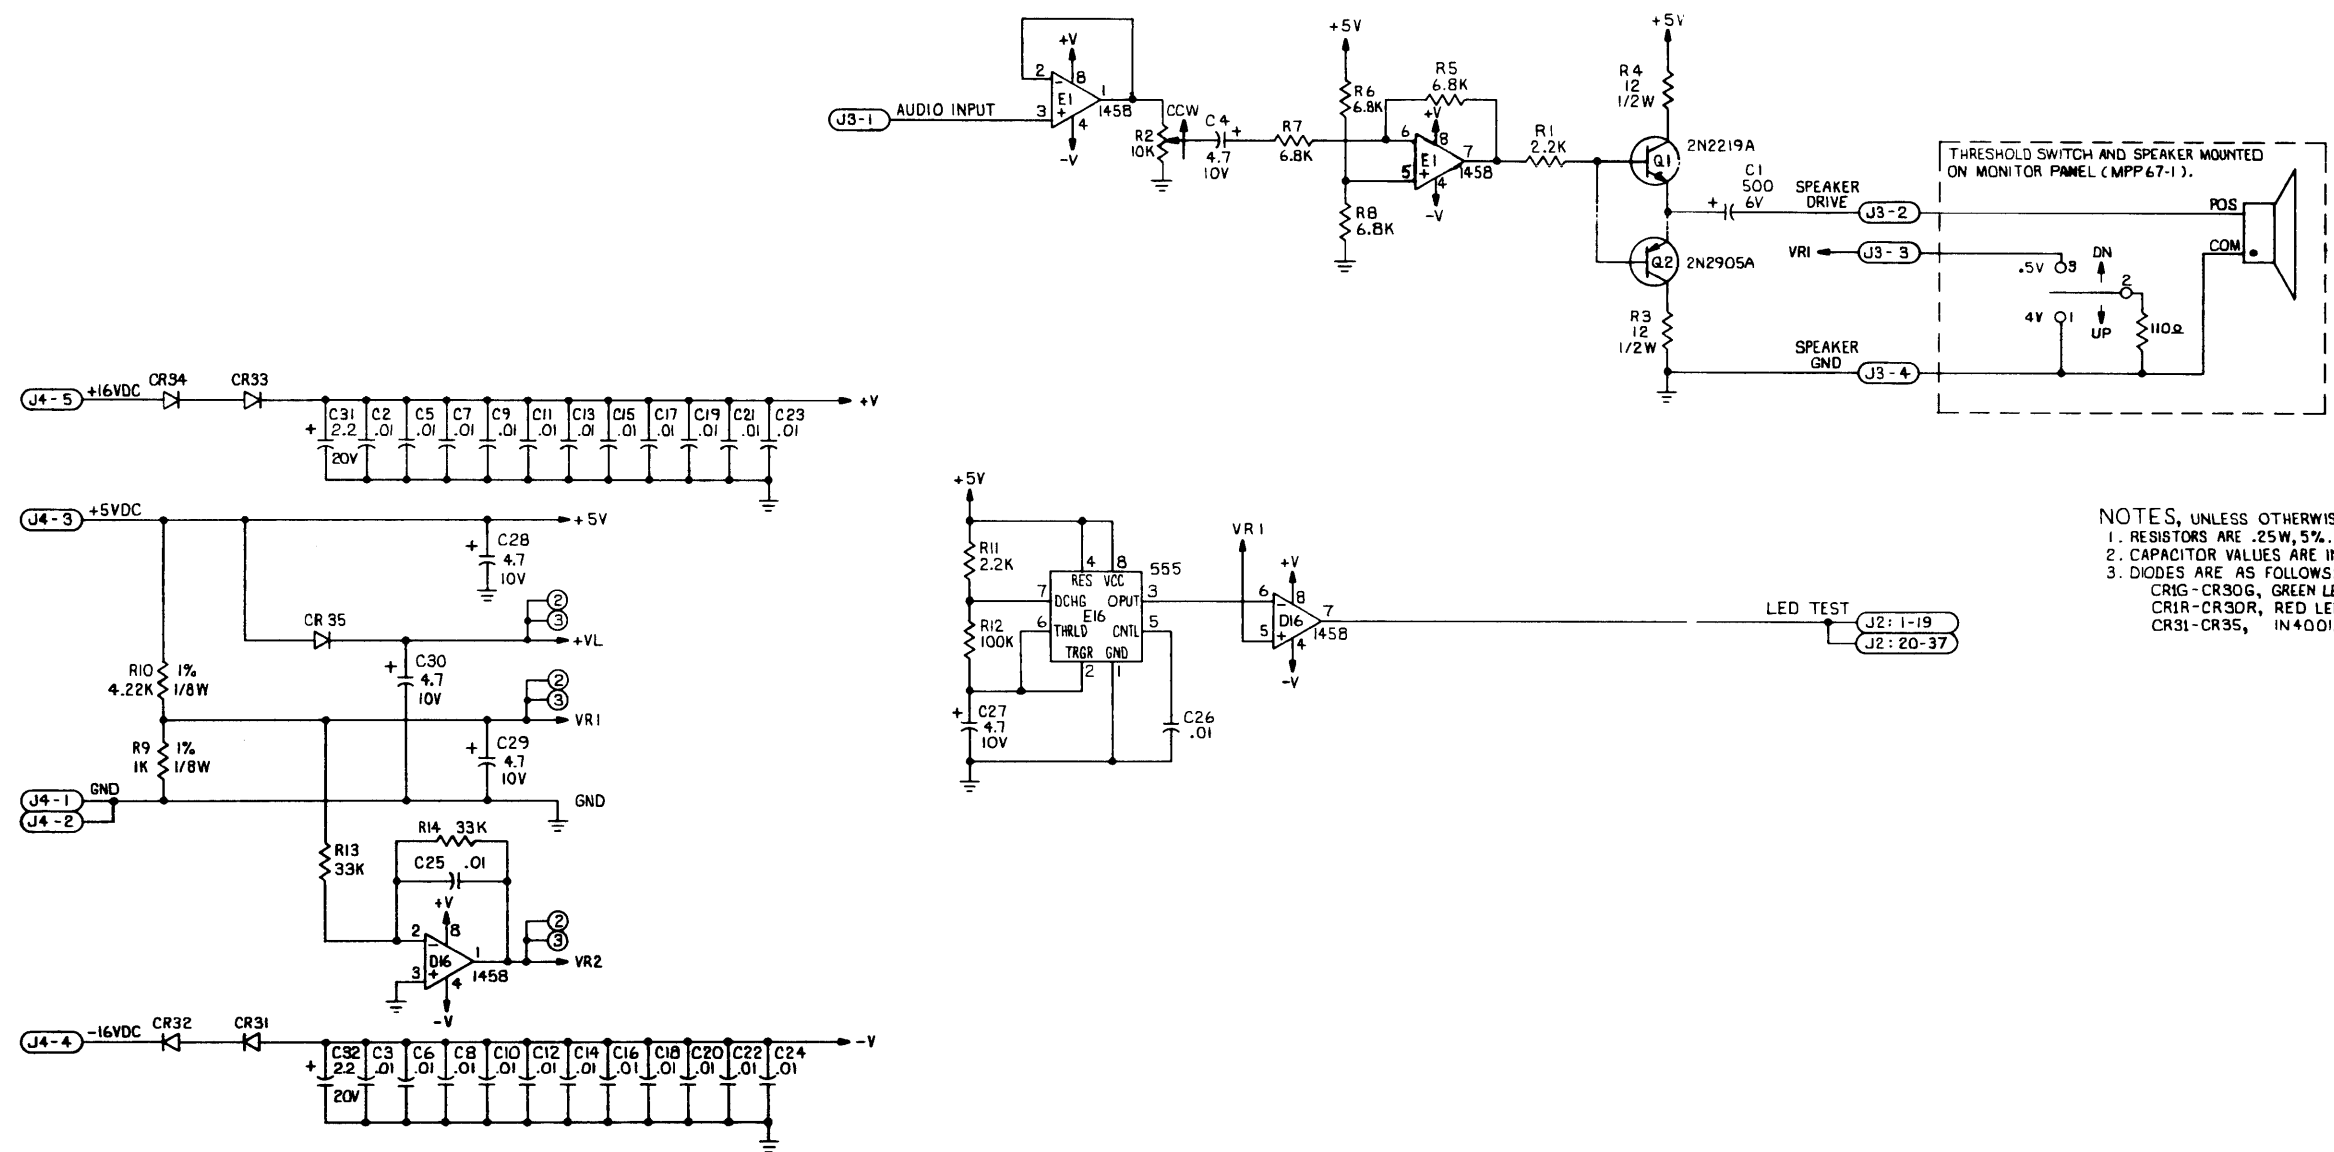 +5V
+5V
+V
2
8
E1
1
1458
3
4
-V
J3-1
AUDIO INPUT
R2
10K
CCW
C4
+
4.7
10V
R7
6.8K
R6
6.8K
R8
6.8K
R5
6.8K
+V
6
8
E1
7
1458
5
4
-V
R1
2.2K
R4
12
1/2W
2N2219A
Q1
C1
500
6V
+
SPEAKER
DRIVE
J3-2
Q2
2N2905A
VR1
J3-3
R3
12
1/2W
SPEAKER
GND
J3-4
THRESHOLD SWITCH AND SPEAKER MOUNTED
ON MONITOR PANEL (MPP67-1).
POS
COM
.5V
3
DN
2
4V
1
UP
110Ω
J4-5
+16VDC
CR34
CR33
+V
C31
2.2
20V
+
C2
.01
C5
.01
C7
.01
C9
.01
C11
.01
C13
.01
C15
.01
C17
.01
C19
.01
C21
.01
C23
.01
J4-3
+5VDC
+5V
+
C28
4.7
10V
CR35
2
3
+VL
+
C30
4.7
10V
R10
4.22K
1%
1/8W
2
3
VR1
+
C29
4.7
10V
R9
1K
1%
1/8W
J4-1
J4-2
GND
GND
R13
33K
R14
33K
C25
.01
+V
2
8
D16
1
1458
3
4
-V
2
3
VR2
J4-4
-16VDC
CR32
CR31
-V
C32
2.2
20V
+
C3
.01
C6
.01
C8
.01
C10
.01
C12
.01
C14
.01
C16
.01
C18
.01
C20
.01
C22
.01
C24
.01
+5V
R11
2.2K
R12
100K
+
C27
4.7
10V
4
8
555
RES
VCC
7
DCHG
OPUT
3
E16
6
THRLD
CNTL
5
TRGR
GND
2
1
C26
.01
VR1
+V
6
8
D16
7
5
4
1458
-V
LED TEST
J2:1-19
J2:20-37
NOTES, UNLESS
1. RESISTORS ARE .25W, 5%.
2. CAPACITOR VALUES ARE
3. DIODES ARE AS FOLLOWS
CR1G-CR30G, GREEN
CR1R-CR30R, RED
CR31-CR35, IN4001